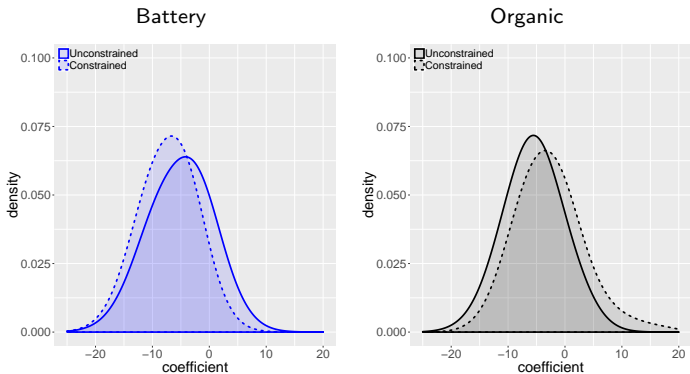 Battery
Unconstrained
Constrained
0.100
0.075
0.050
0.025
0.000
density
−20 −10 0 10 20
coefficient
Organic
Unconstrained
Constrained
0.100
0.075
0.050
0.025
0.000
density
−20 −10 0 10 20
coefficient